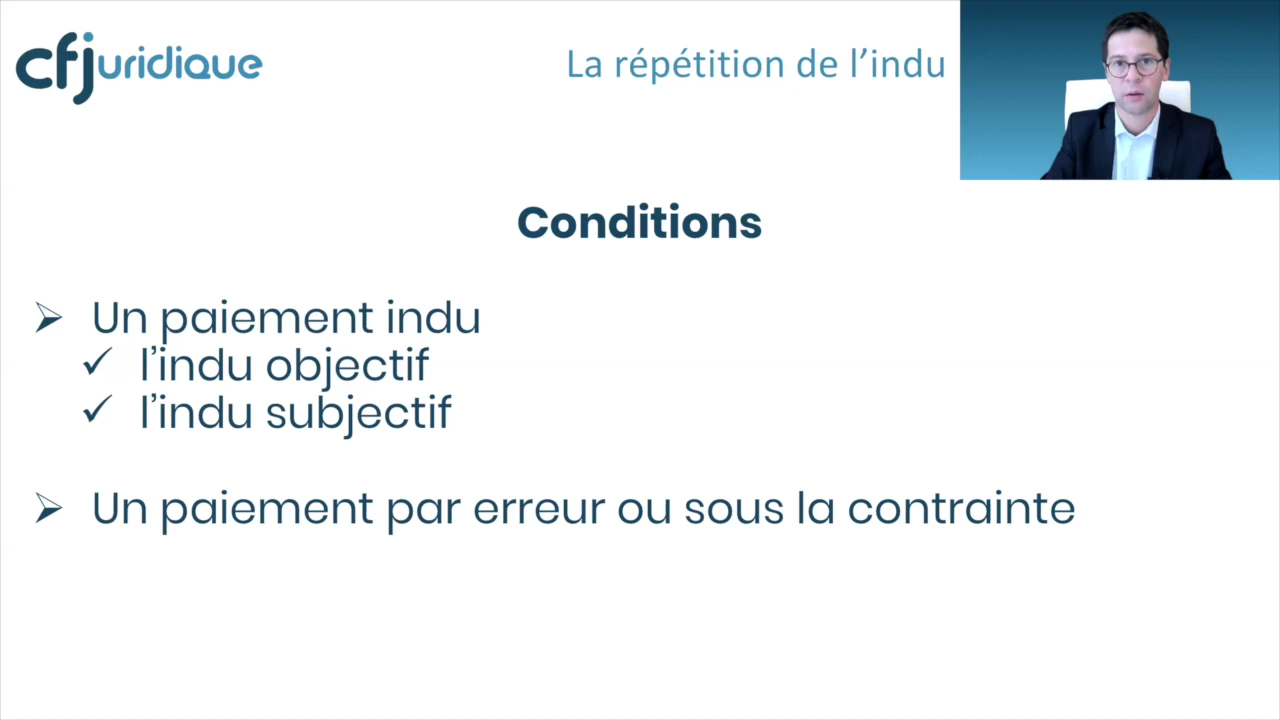 cfjuridique
La répétition de l’indu
Conditions
Un paiement indu
l’indu objectif
l’indu subjectif
Un paiement par erreur ou sous la contrainte